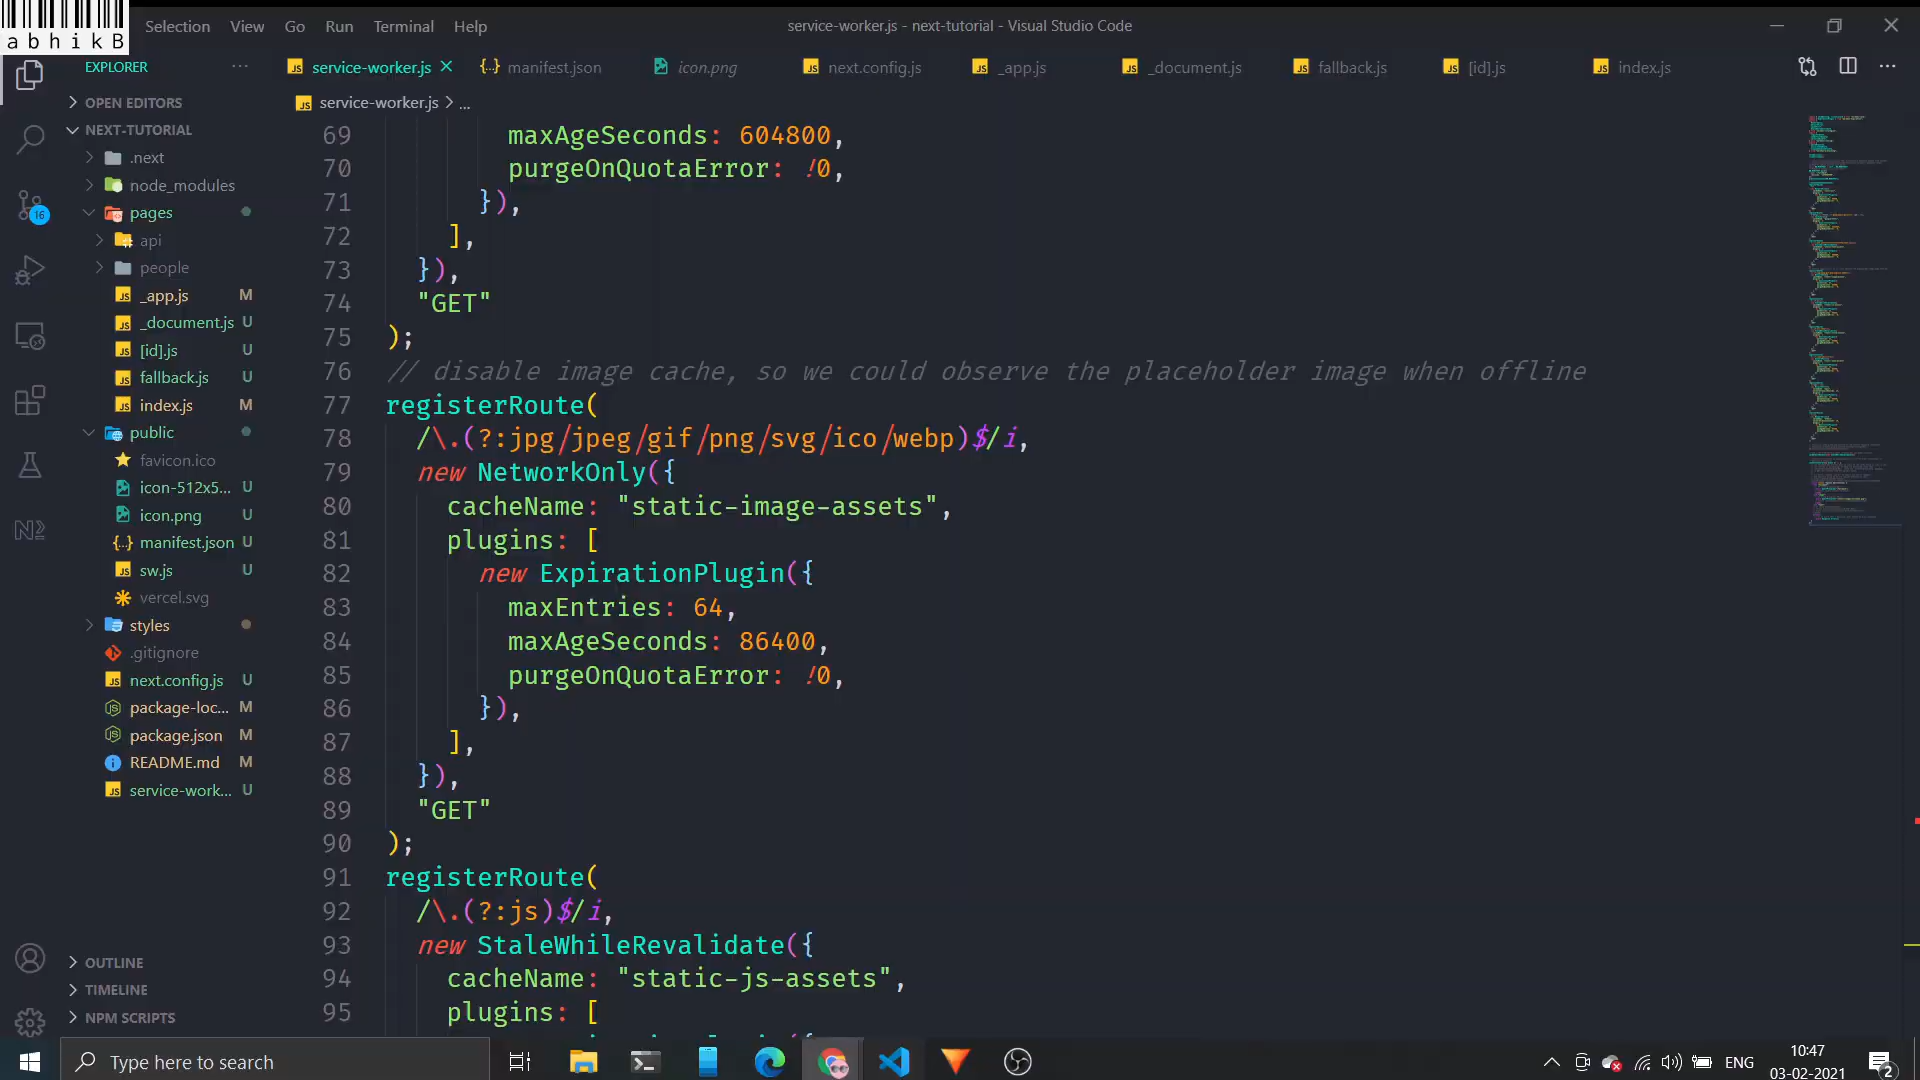 abhikB
Selection View Go Run Terminal Help
service-worker.js - next-tutorial - Visual Studio Code
EXPLORER
service-worker.js manifest.json icon.png next.config.js _app.js _document.js fallback.js [id].js index.js
OPEN EDITORS
service-worker.js > ...
NEXT-TUTORIAL
.next
node_modules
pages
api
people
_app.js M
_document.js U
[id].js U
fallback.js U
index.js M
public
favicon.ico
icon-512x5... U
icon.png U
manifest.json U
sw.js U
vercel.svg
styles
.gitignore
next.config.js U
package-loc... M
package.json M
README.md M
service-work... U
OUTLINE
TIMELINE
NPM SCRIPTS
16
69 maxAgeSeconds: 604800,
70 purgeOnQuotaError: !0,
71 }),
72 ],
73 }),
74 "GET"
75 );
76 // disable image cache, so we could observe the placeholder image when offline
77 registerRoute(
78 /\.(?:jpg|jpeg|gif|png|svg|ico|webp)$/i,
79 new NetworkOnly({
80 cacheName: "static-image-assets",
81 plugins: [
82 new ExpirationPlugin({
83 maxEntries: 64,
84 maxAgeSeconds: 86400,
85 purgeOnQuotaError: !0,
86 }),
87 ],
88 }),
89 "GET"
90 );
91 registerRoute(
92 /\.(?:js)$/i,
93 new StaleWhileRevalidate({
94 cacheName: "static-js-assets",
95 plugins: [
Type here to search
ENG
10:47
03-02-2021
2